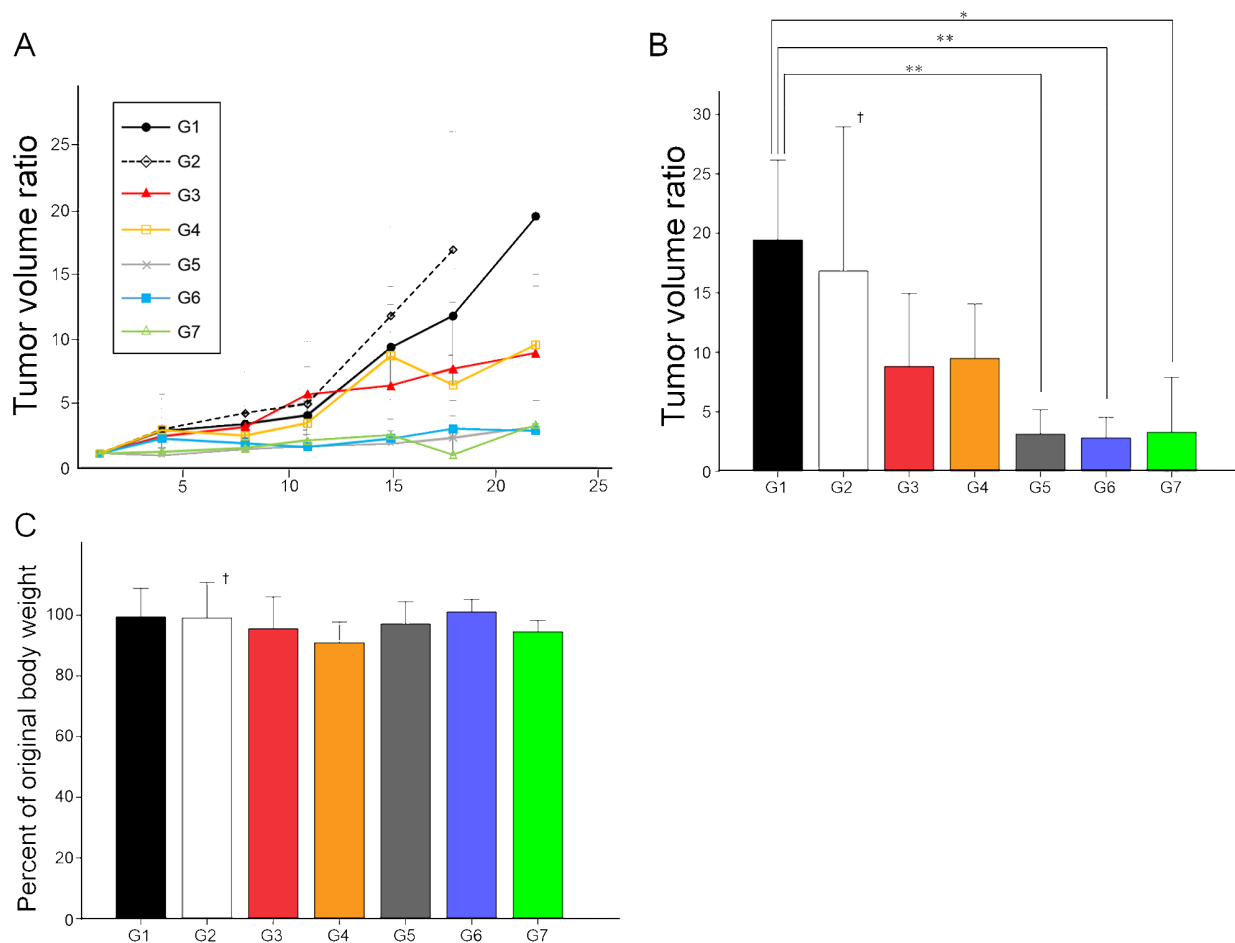 A
Tumor volume ratio
25
20
15
10
5
0
5
10
15
20
25
G1
G2
G3
G4
G5
G6
G7
B
*
**
**
†
Tumor volume ratio
30
25
20
15
10
5
0
G1
G2
G3
G4
G5
G6
G7
C
Percent of original body weight
†
100
80
60
40
20
0
G1
G2
G3
G4
G5
G6
G7